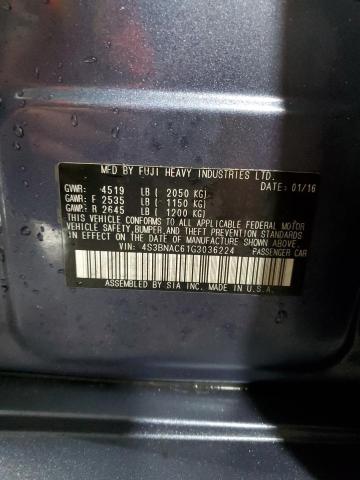 MFD BY FUJI HEAVY INDUSTRIES LTD.
DATE: 01/16
GVWR: 4519 LB ( 2050 KG)
GAWR: F 2535 LB ( 1150 KG)
GAWR: R 2645 LB ( 1200 KG)
THIS VEHICLE CONFORMS TO ALL APPLICABLE FEDERAL MOTOR
VEHICLE SAFETY,BUMPER,AND THEFT PREVENTION STANDARDS
IN EFFECT ON THE DATE OF MANUFACTURE SHOWN ABOVE.
VIN: 4S3BNAC61G3036224 PASSENGER CAR
ASSEMBLED BY SIA INC. MADE IN U.S.A.